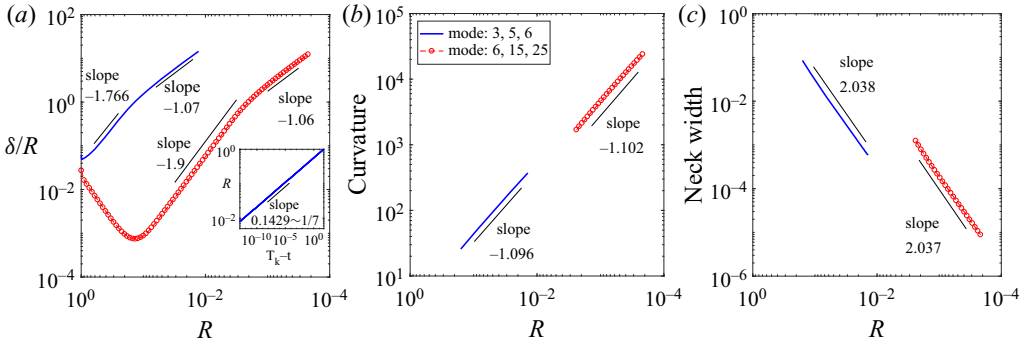 (a)
10^4
10^2
10^0
10^-2
10^-4
δ/R
slope
–1.766
slope
–1.07
slope
–1.06
slope
–1.9
10^0
R
10^-2
slope
0.1429~1/7
10^-10
10^-5
10^0
T_k–t
10^0
10^-2
10^-4
R
(b)
10^5
10^4
10^3
10^2
10^1
Curvature
mode: 3, 5, 6
mode: 6, 15, 25
slope
–1.102
slope
–1.096
10^0
10^-2
10^-4
R
(c)
10^0
10^-2
10^-4
10^-6
Neck width
slope
2.038
slope
2.037
10^0
10^-2
10^-4
R